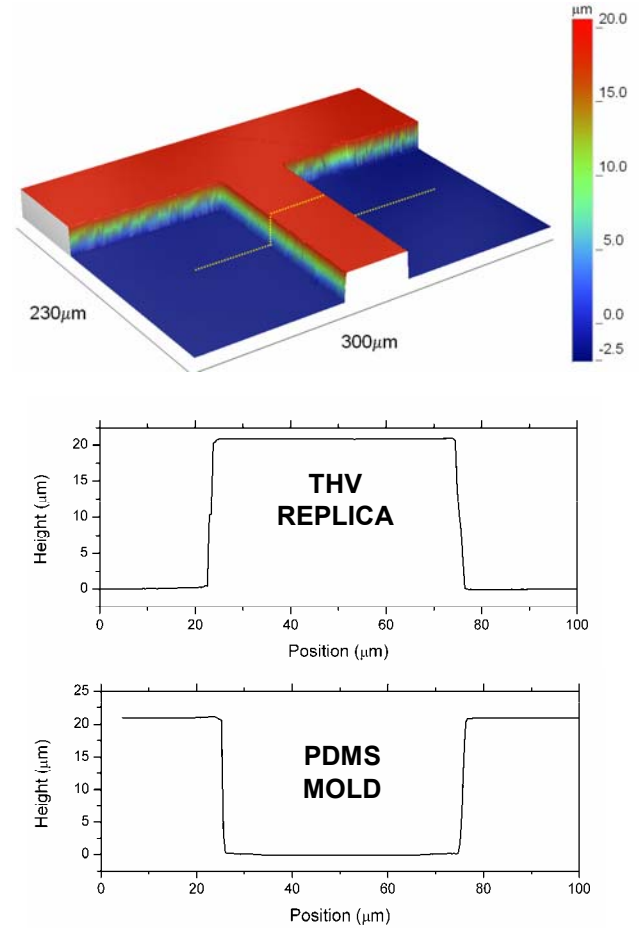 μm
20.0
15.0
10.0
5.0
0.0
-2.5
230μm
300μm
20
15
10
5
0
Height (μm)
THV
REPLICA
0 20 40 60 80 100
Position (μm)
25
20
15
10
5
0
Height (μm)
PDMS
MOLD
0 20 40 60 80 100
Position (μm)